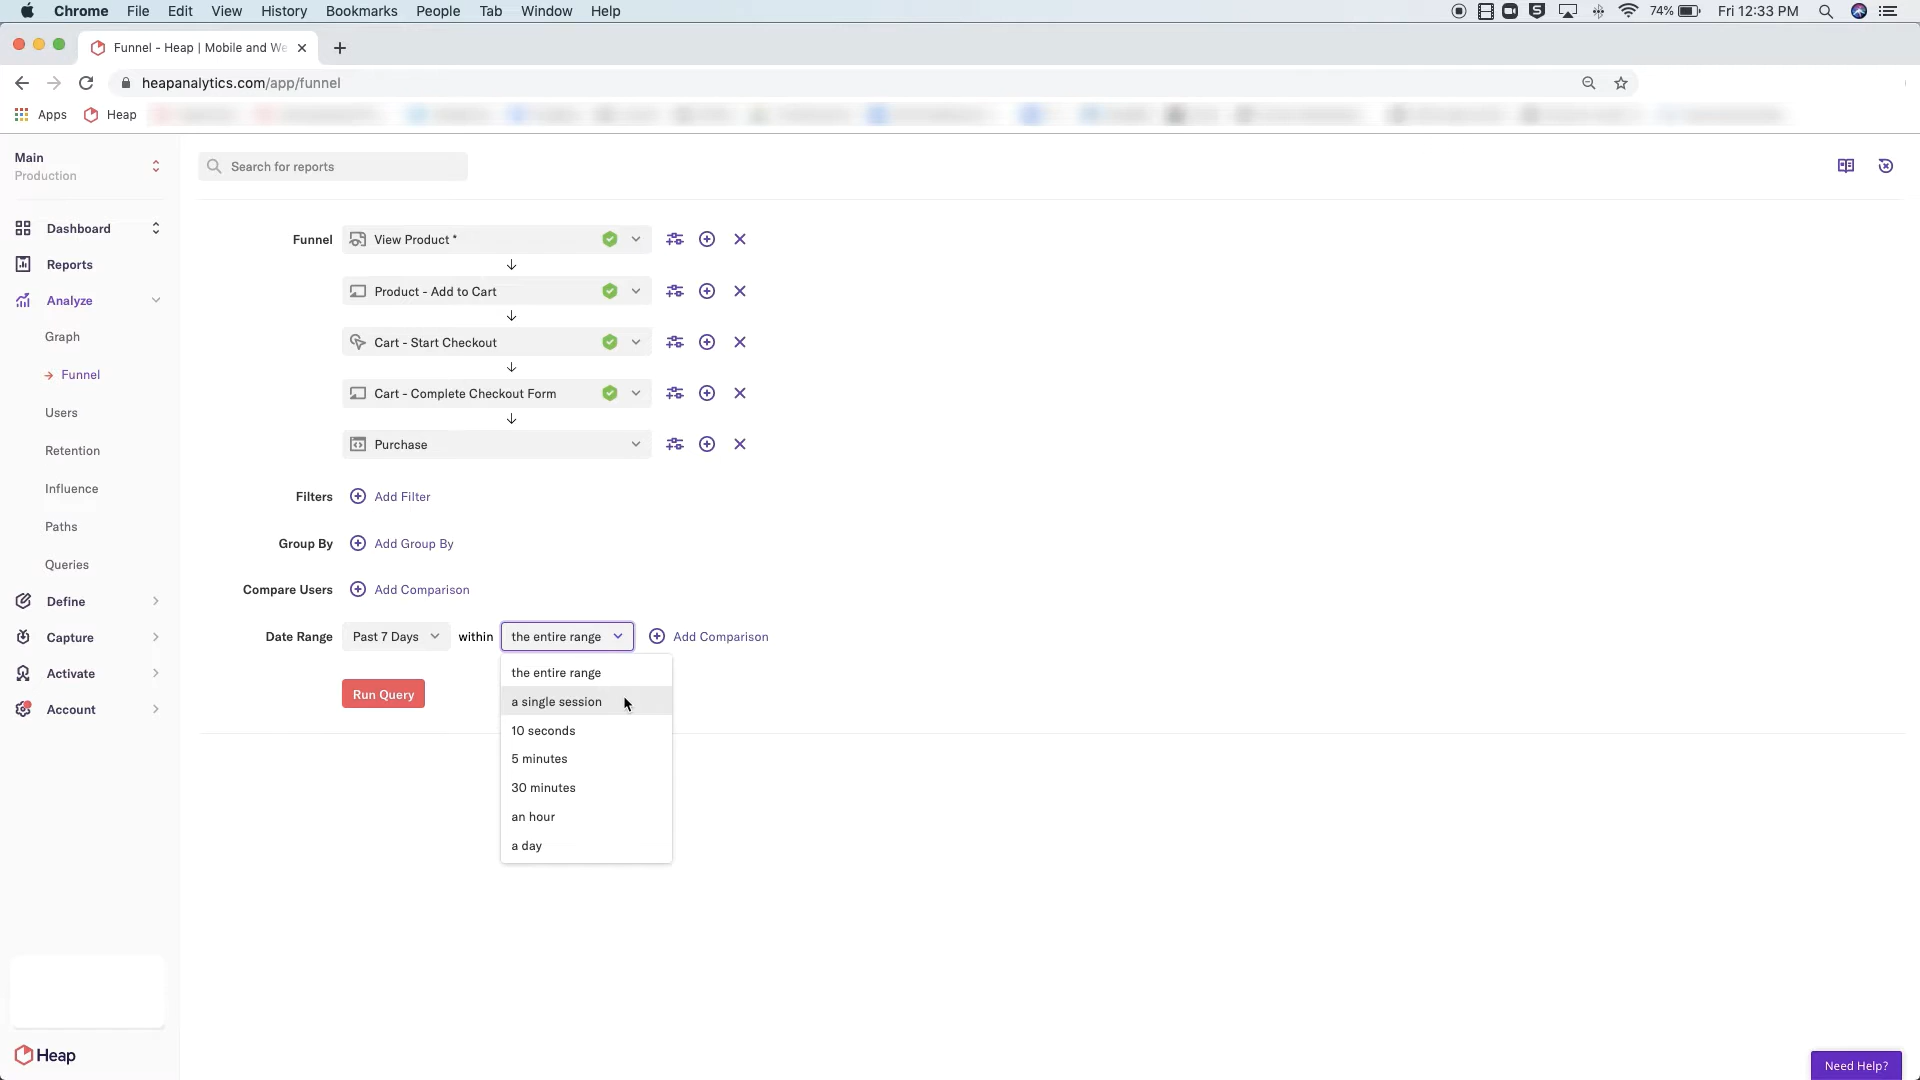 Chrome File Edit View History Bookmarks People Tab Window Help
74% Fri 12:33 PM
Funnel - Heap | Mobile and We
heapanalytics.com/app/funnel
Apps Heap
Main
Production
Search for reports
Dashboard
Reports
Analyze
Graph
Funnel
Users
Retention
Influence
Paths
Queries
Define
Capture
Activate
Account
Heap
Funnel View Product *
Product - Add to Cart
Cart - Start Checkout
Cart - Complete Checkout Form
Purchase
Filters Add Filter
Group By Add Group By
Compare Users Add Comparison
Date Range Past 7 Days within the entire range Add Comparison
Run Query
the entire range
a single session
10 seconds
5 minutes
30 minutes
an hour
a day
Need Help?